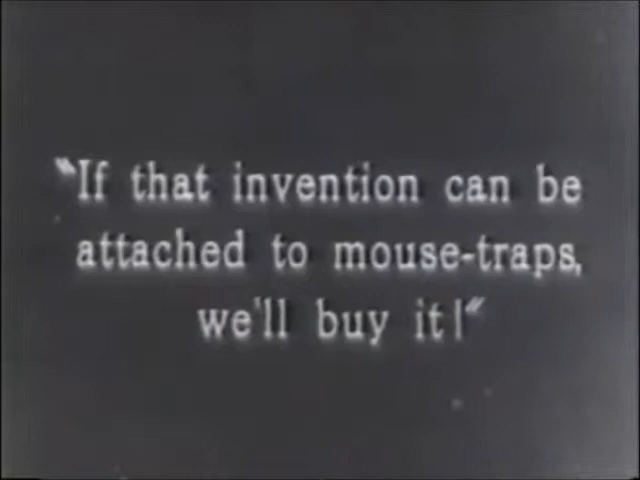 "If that invention can be
attached to mouse-traps,
we'll buy it!"